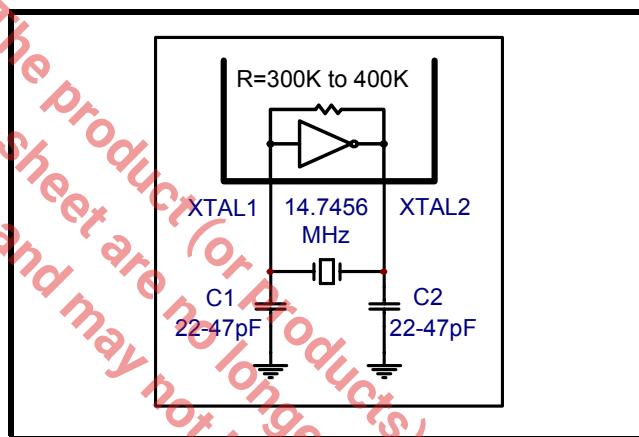 R=300K to 400K
XTAL1
14.7456
MHz
XTAL2
C1
22-47pF
C2
22-47pF
The product (or products)
sheet are no longe
and may not